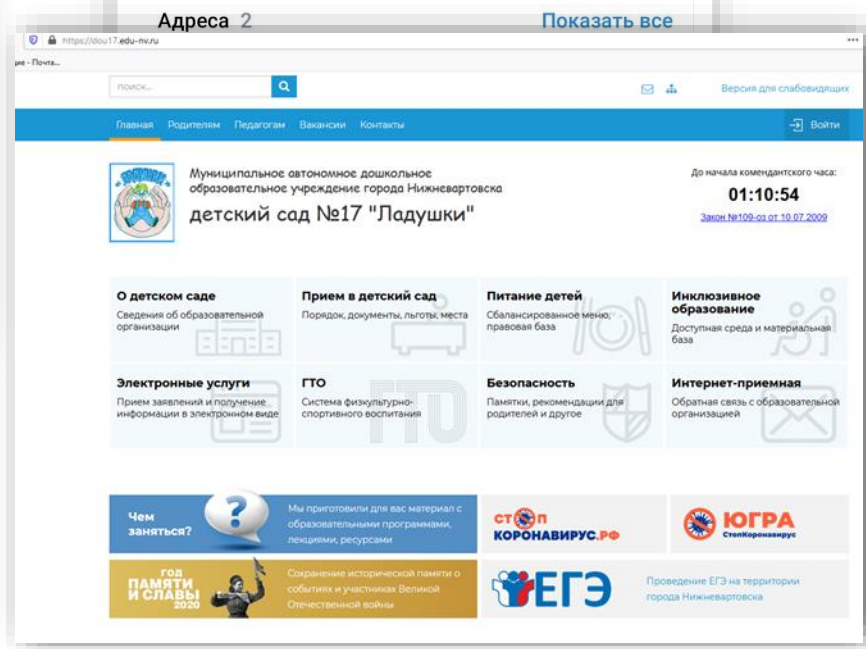 Адреса 2
Показать все
https://dou17.edu-nv.ru
поиск...
Версия для слабовидящих
Главная Родителям Педагогам Вакансии Контакты
Войти
Муниципальное автономное дошкольное
образовательное учреждение города Нижневартовска
детский сад №17 "Ладушки"
До начала комендантского часа:
01:10:54
Закон №109-оз от 10.07.2009
О детском саде
Сведения об образовательной
организации
Прием в детский сад
Порядок, документы, льготы, места
Питание детей
Сбалансированное меню,
правовая база
Инклюзивное
образование
Доступная среда и материальная
база
Электронные услуги
Прием заявлений и получение
информации в электронном виде
ГТО
Система физкультурно-
спортивного воспитания
ГТО
Безопасность
Памятки, рекомендации для
родителей и другое
Интернет-приемная
Обратная связь с образовательной
организацией
Чем
заняться?
Мы приготовили для вас материал с
образовательными программами,
лекциями, ресурсами
СТОП
КОРОНАВИРУС.РФ
ЮГРА
СтопКоронавирус
ГОД
ПАМЯТИ
И СЛАВЫ
2020
Сохранение исторической памяти о
событиях и участниках Великой
Отечественной войны
ЕГЭ
Проведение ЕГЭ на территории
города Нижневартовска